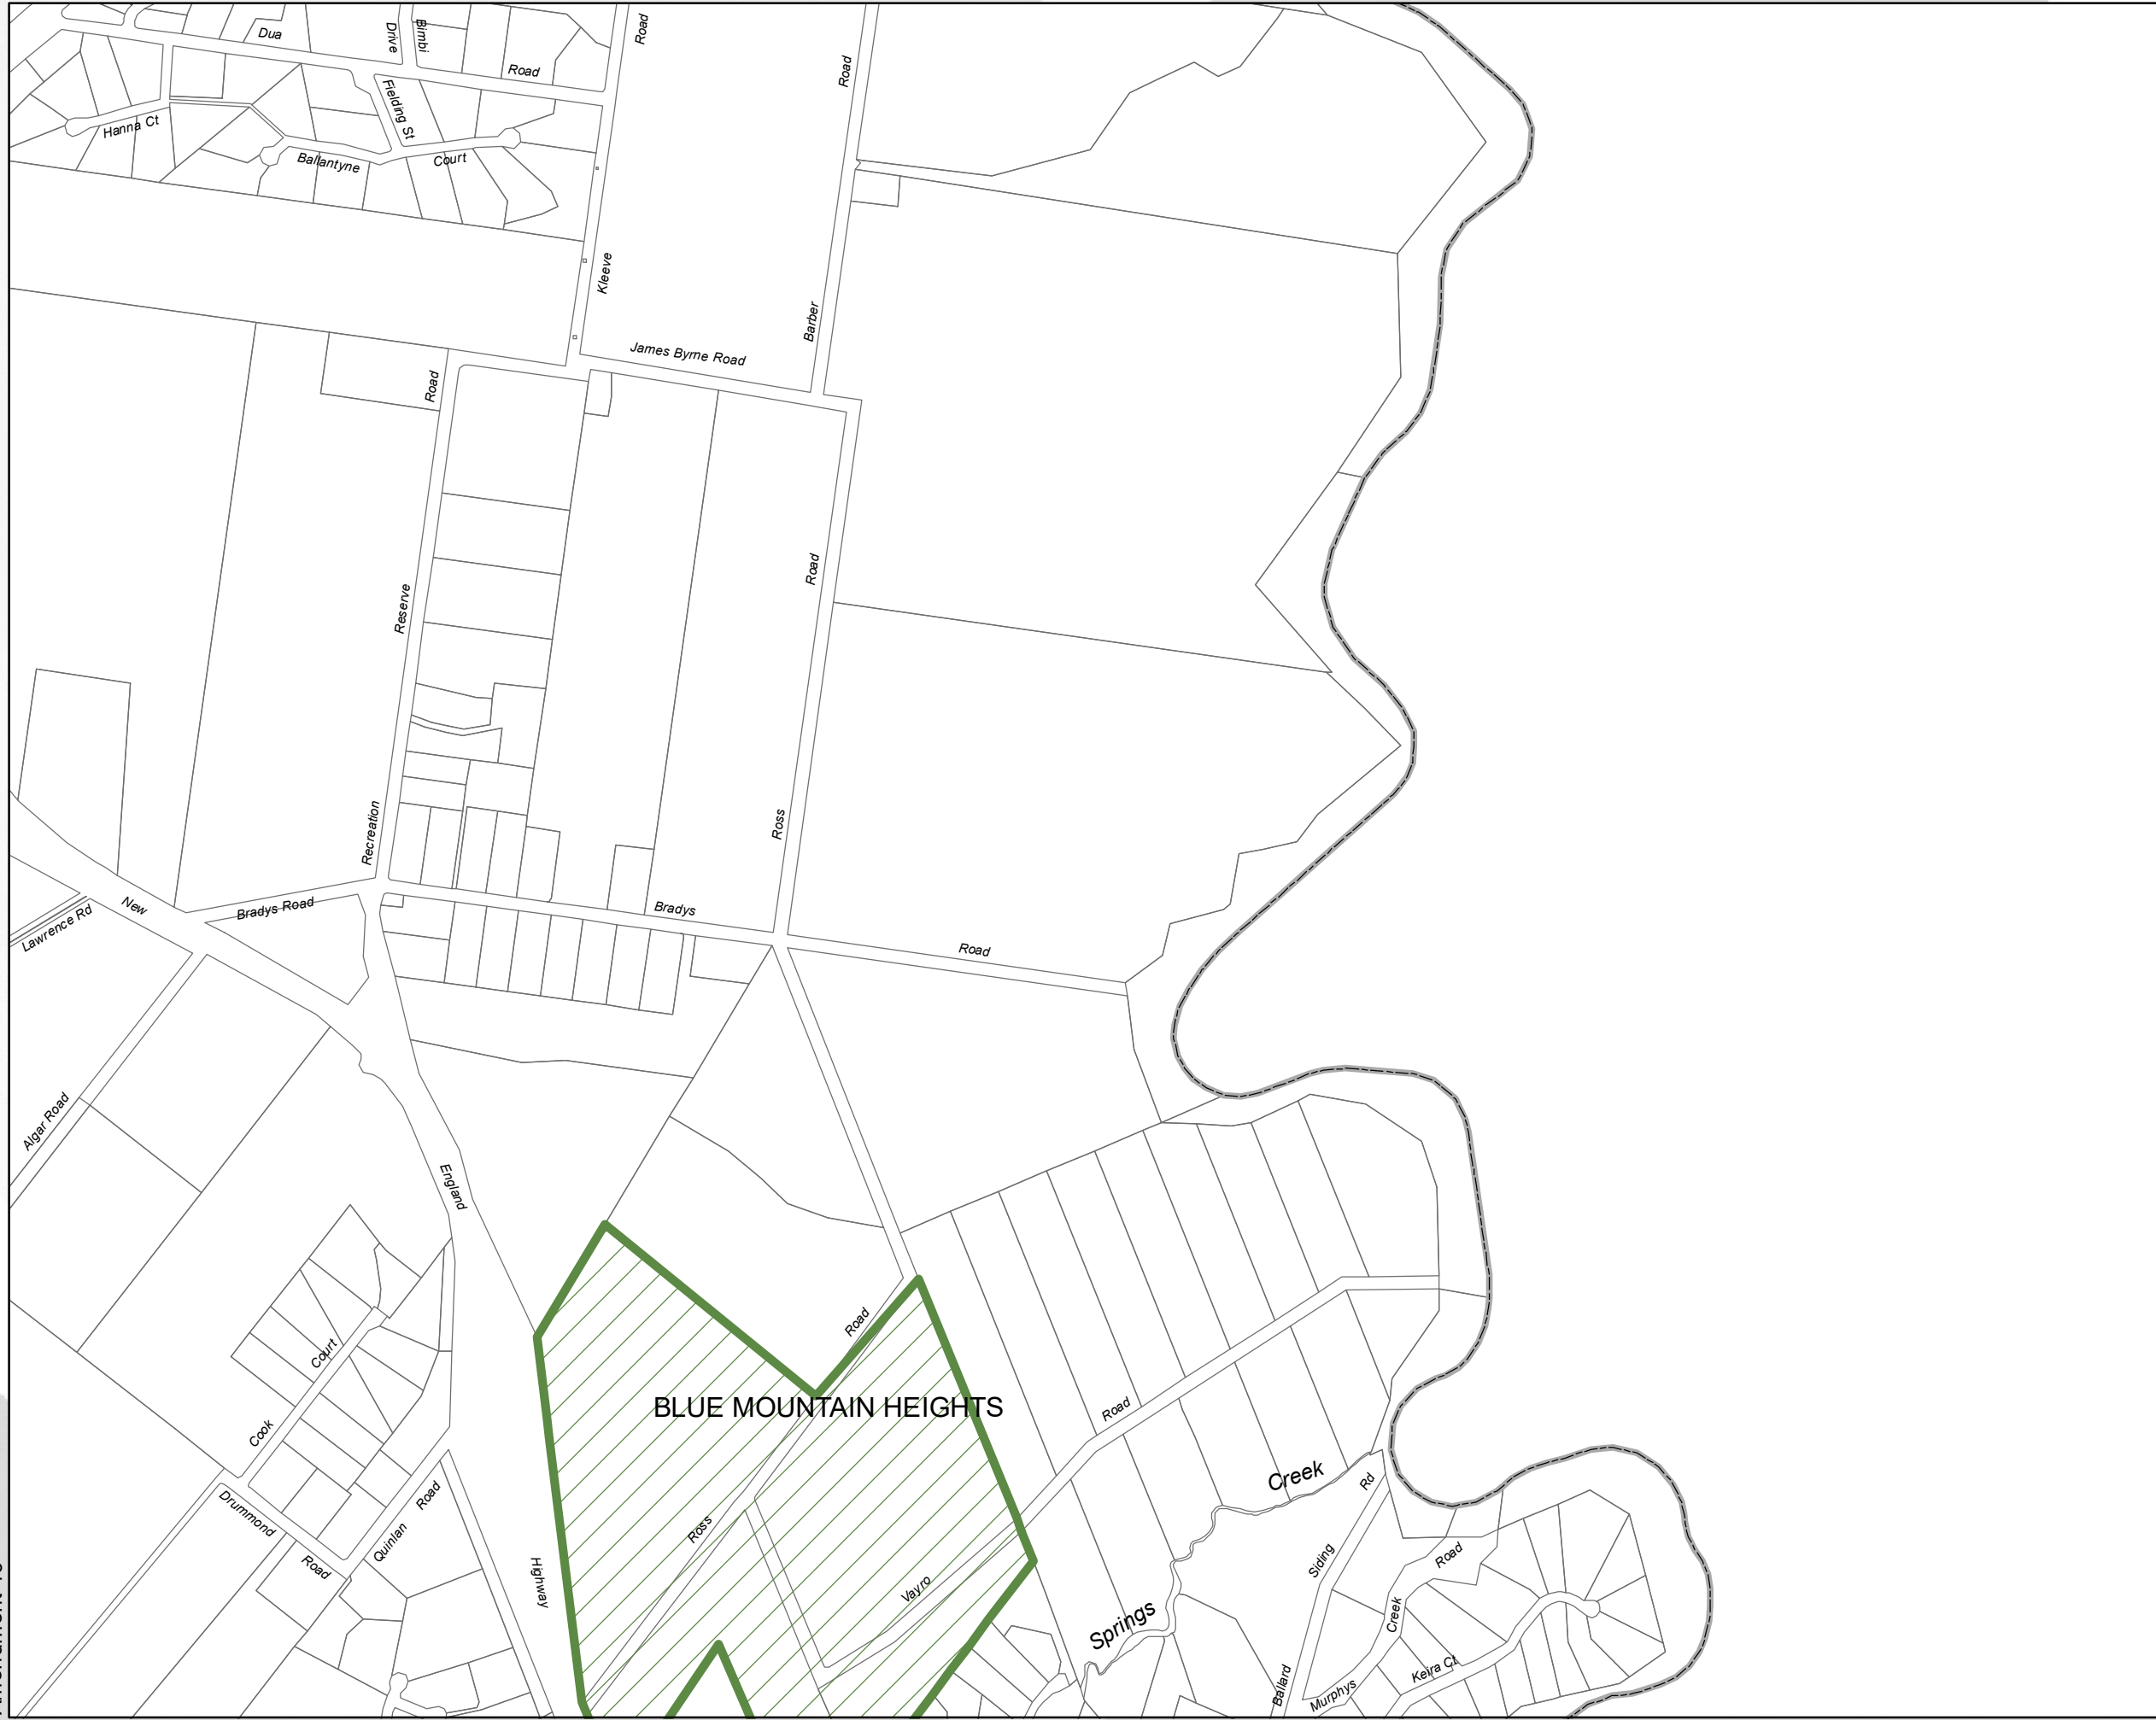 Dua
Drive
Bimbi
Road
Road
Road
Fielding St
Hanna Ct
Ballantyne
Court
Kleeve
Barber
James Byrne Road
Road
Road
Reserve
Recreation
Ross
New
Lawrence Rd
Bradys Road
Bradys
Road
Algar Road
England
Road
Court
BLUE MOUNTAIN HEIGHTS
Road
Cook
Creek
Rd
Drummond
Road
Quinlan
Road
Ross
Highway
Vayro
Siding
Road
Springs
Creek
Keira Ct
Ballard
Murphys